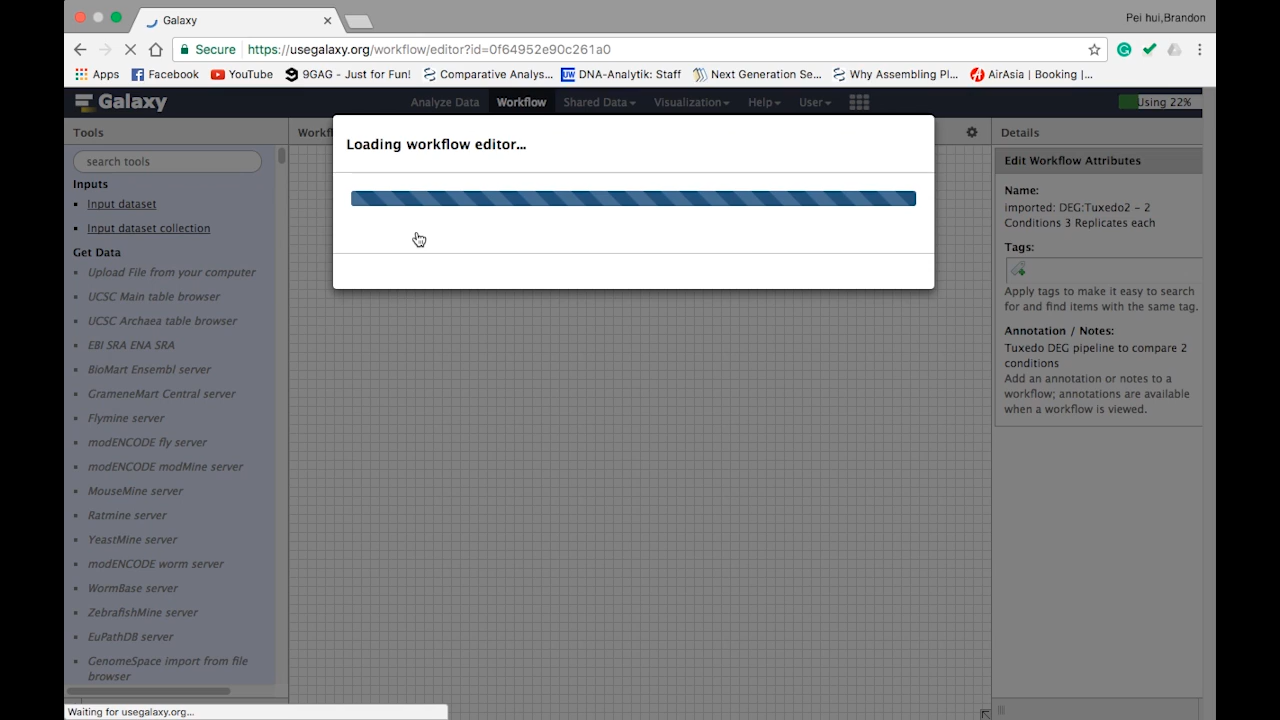 Galaxy
Pei hui,Brandon
Secure https://usegalaxy.org/workflow/editor?id=0f64952e90c261a0
Apps Facebook YouTube 9GAG - Just for Fun! Comparative Analys... DNA-Analytik: Staff Next Generation Se... Why Assembling Pl... AirAsia | Booking |...
Galaxy Analyze Data Workflow Shared Data Visualization Help User Using 22%
Tools
search tools
Inputs
Input dataset
Input dataset collection
Get Data
Upload File from your computer
UCSC Main table browser
UCSC Archaea table browser
EBI SRA ENA SRA
BioMart Ensembl server
GrameneMart Central server
Flymine server
modENCODE fly server
modENCODE modMine server
MouseMine server
Ratmine server
YeastMine server
modENCODE worm server
WormBase server
ZebrafishMine server
EuPathDB server
GenomeSpace import from file
browser
Waiting for usegalaxy.org...
Loading workflow editor...
Details
Edit Workflow Attributes
Name:
imported: DEG:Tuxedo2 - 2
Conditions 3 Replicates each
Tags:
Apply tags to make it easy to search
for and find items with the same tag.
Annotation / Notes:
Tuxedo DEG pipeline to compare 2
conditions
Add an annotation or notes to a
workflow; annotations are available
when a workflow is viewed.